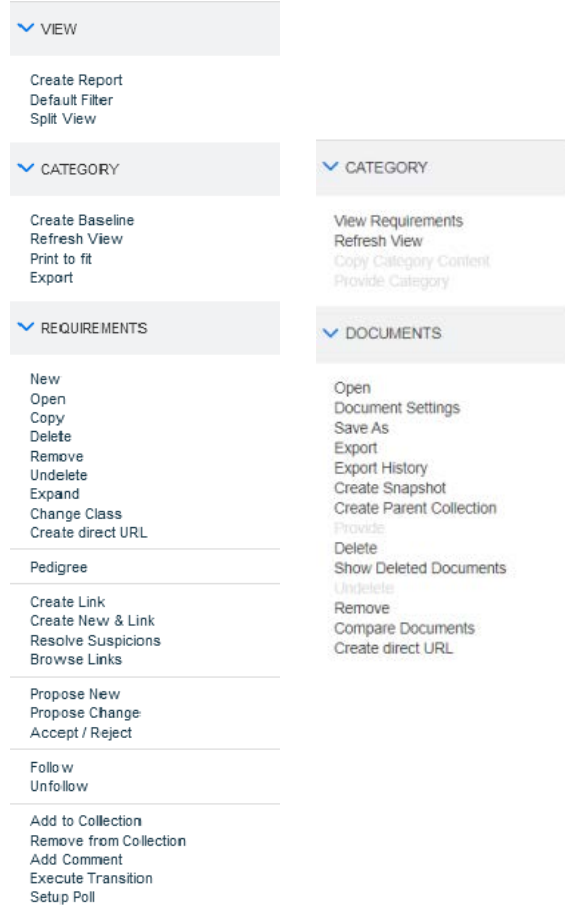 VIEW
Create Report
Default Filter
Split View
CATEGORY
Create Baseline
Refresh View
Print to fit
Export
REQUIREMENTS
New
Open
Copy
Delete
Remove
Undelete
Expand
Change Class
Create direct URL
Pedigree
Create Link
Create New & Link
Resolve Suspicions
Browse Links
Propose New
Propose Change
Accept / Reject
Follow
Unfollow
Add to Collection
Remove from Collection
Add Comment
Execute Transition
Setup Poll
CATEGORY
View Requirements
Refresh View
Copy Category Content
Provide Category
DOCUMENTS
Open
Document Settings
Save As
Export
Export History
Create Snapshot
Create Parent Collection
Provide
Delete
Show Deleted Documents
Undelete
Remove
Compare Documents
Create direct URL